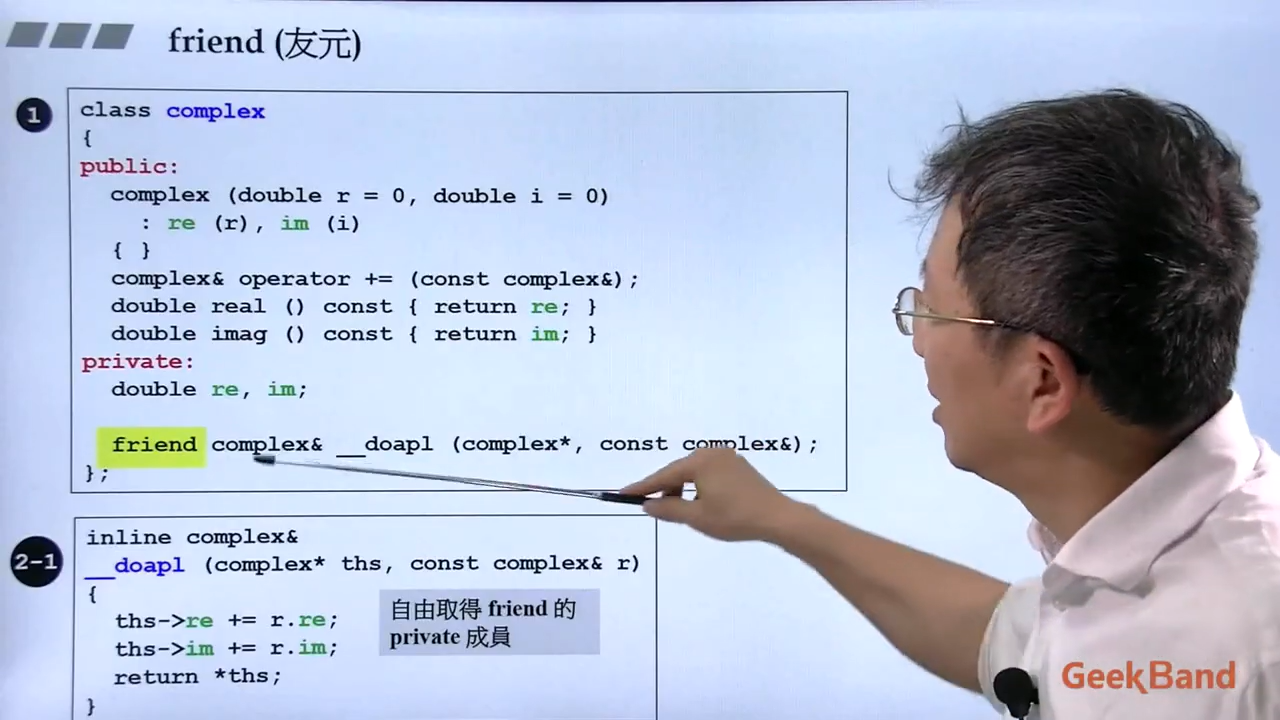 friend (友元)
1
class complex
{
public:
complex (double r = 0, double i = 0)
: re (r), im (i)
{ }
complex& operator += (const complex&);
double real () const { return re; }
double imag () const { return im; }
private:
double re, im;
friend complex& __doapl (complex*, const complex&);
};
2-1
inline complex&
__doapl (complex* ths, const complex& r)
{
ths->re += r.re;
ths->im += r.im;
return *ths;
}
自由取得 friend 的
private 成員
GeekBand